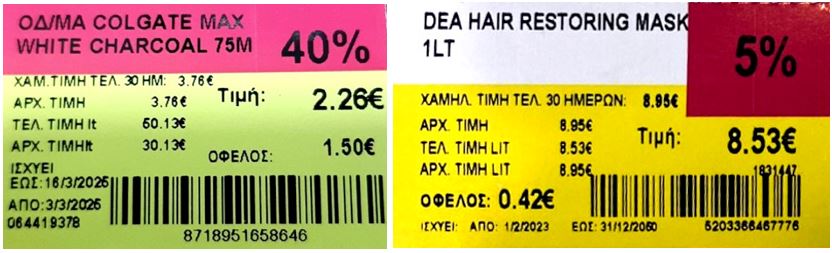 ΟΔ/ΜΑ COLGATE MAX
WHITE CHARCOAL 75M
40%
ΧΑΜ.ΤΙΜΗ ΤΕΛ. 30 ΗΜ: 3.76€
ΑΡΧ. ΤΙΜΗ 3.76€
Τιμή: 2.26€
ΤΕΛ. ΤΙΜΗ lt 50.13€
ΑΡΧ. ΤΙΜΗlt 30.13€
ΟΦΕΛΟΣ: 1.50€
ΙΣΧΥΕΙ
ΕΩΣ: 16/3/2025
ΑΠΟ: 3/3/2025
064419378
8718951658646
DEA HAIR RESTORING MASK
1LT
5%
ΧΑΜΗΛ. ΤΙΜΗ ΤΕΛ. 30 ΗΜΕΡΩΝ: 8.95€
ΑΡΧ. ΤΙΜΗ 8.95€
Τιμή: 8.53€
ΤΕΛ. ΤΙΜΗ LIT 8.53€
ΑΡΧ. ΤΙΜΗ LIT 8.95€
1831447
ΟΦΕΛΟΣ: 0.42€
ΙΣΧΥΕΙ: ΑΠΟ: 1/2/2023 ΕΩΣ: 31/12/2050
5203366467776